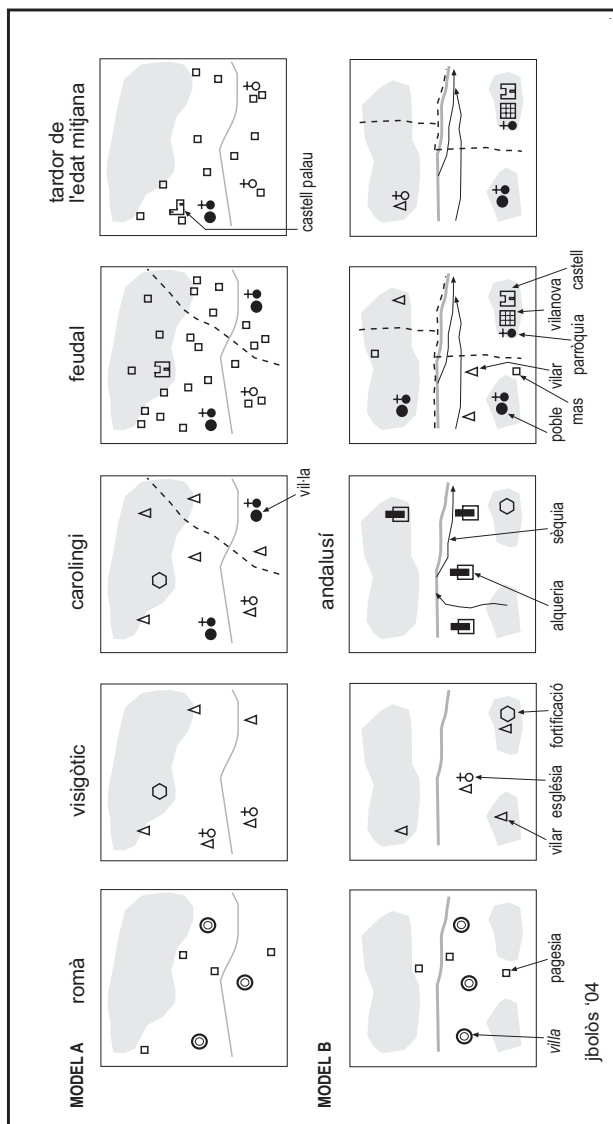 MODEL A
romà
visigòtic
carolingi
feudal
tardor de
l'edat mitjana
vil·la
castell palau
MODEL B
andalusí
villa
pagesia
vilar
església
fortificació
alqueria
sèquia
poble
mas
vilar
parròquia
vilanova
castell
jbolòs '04